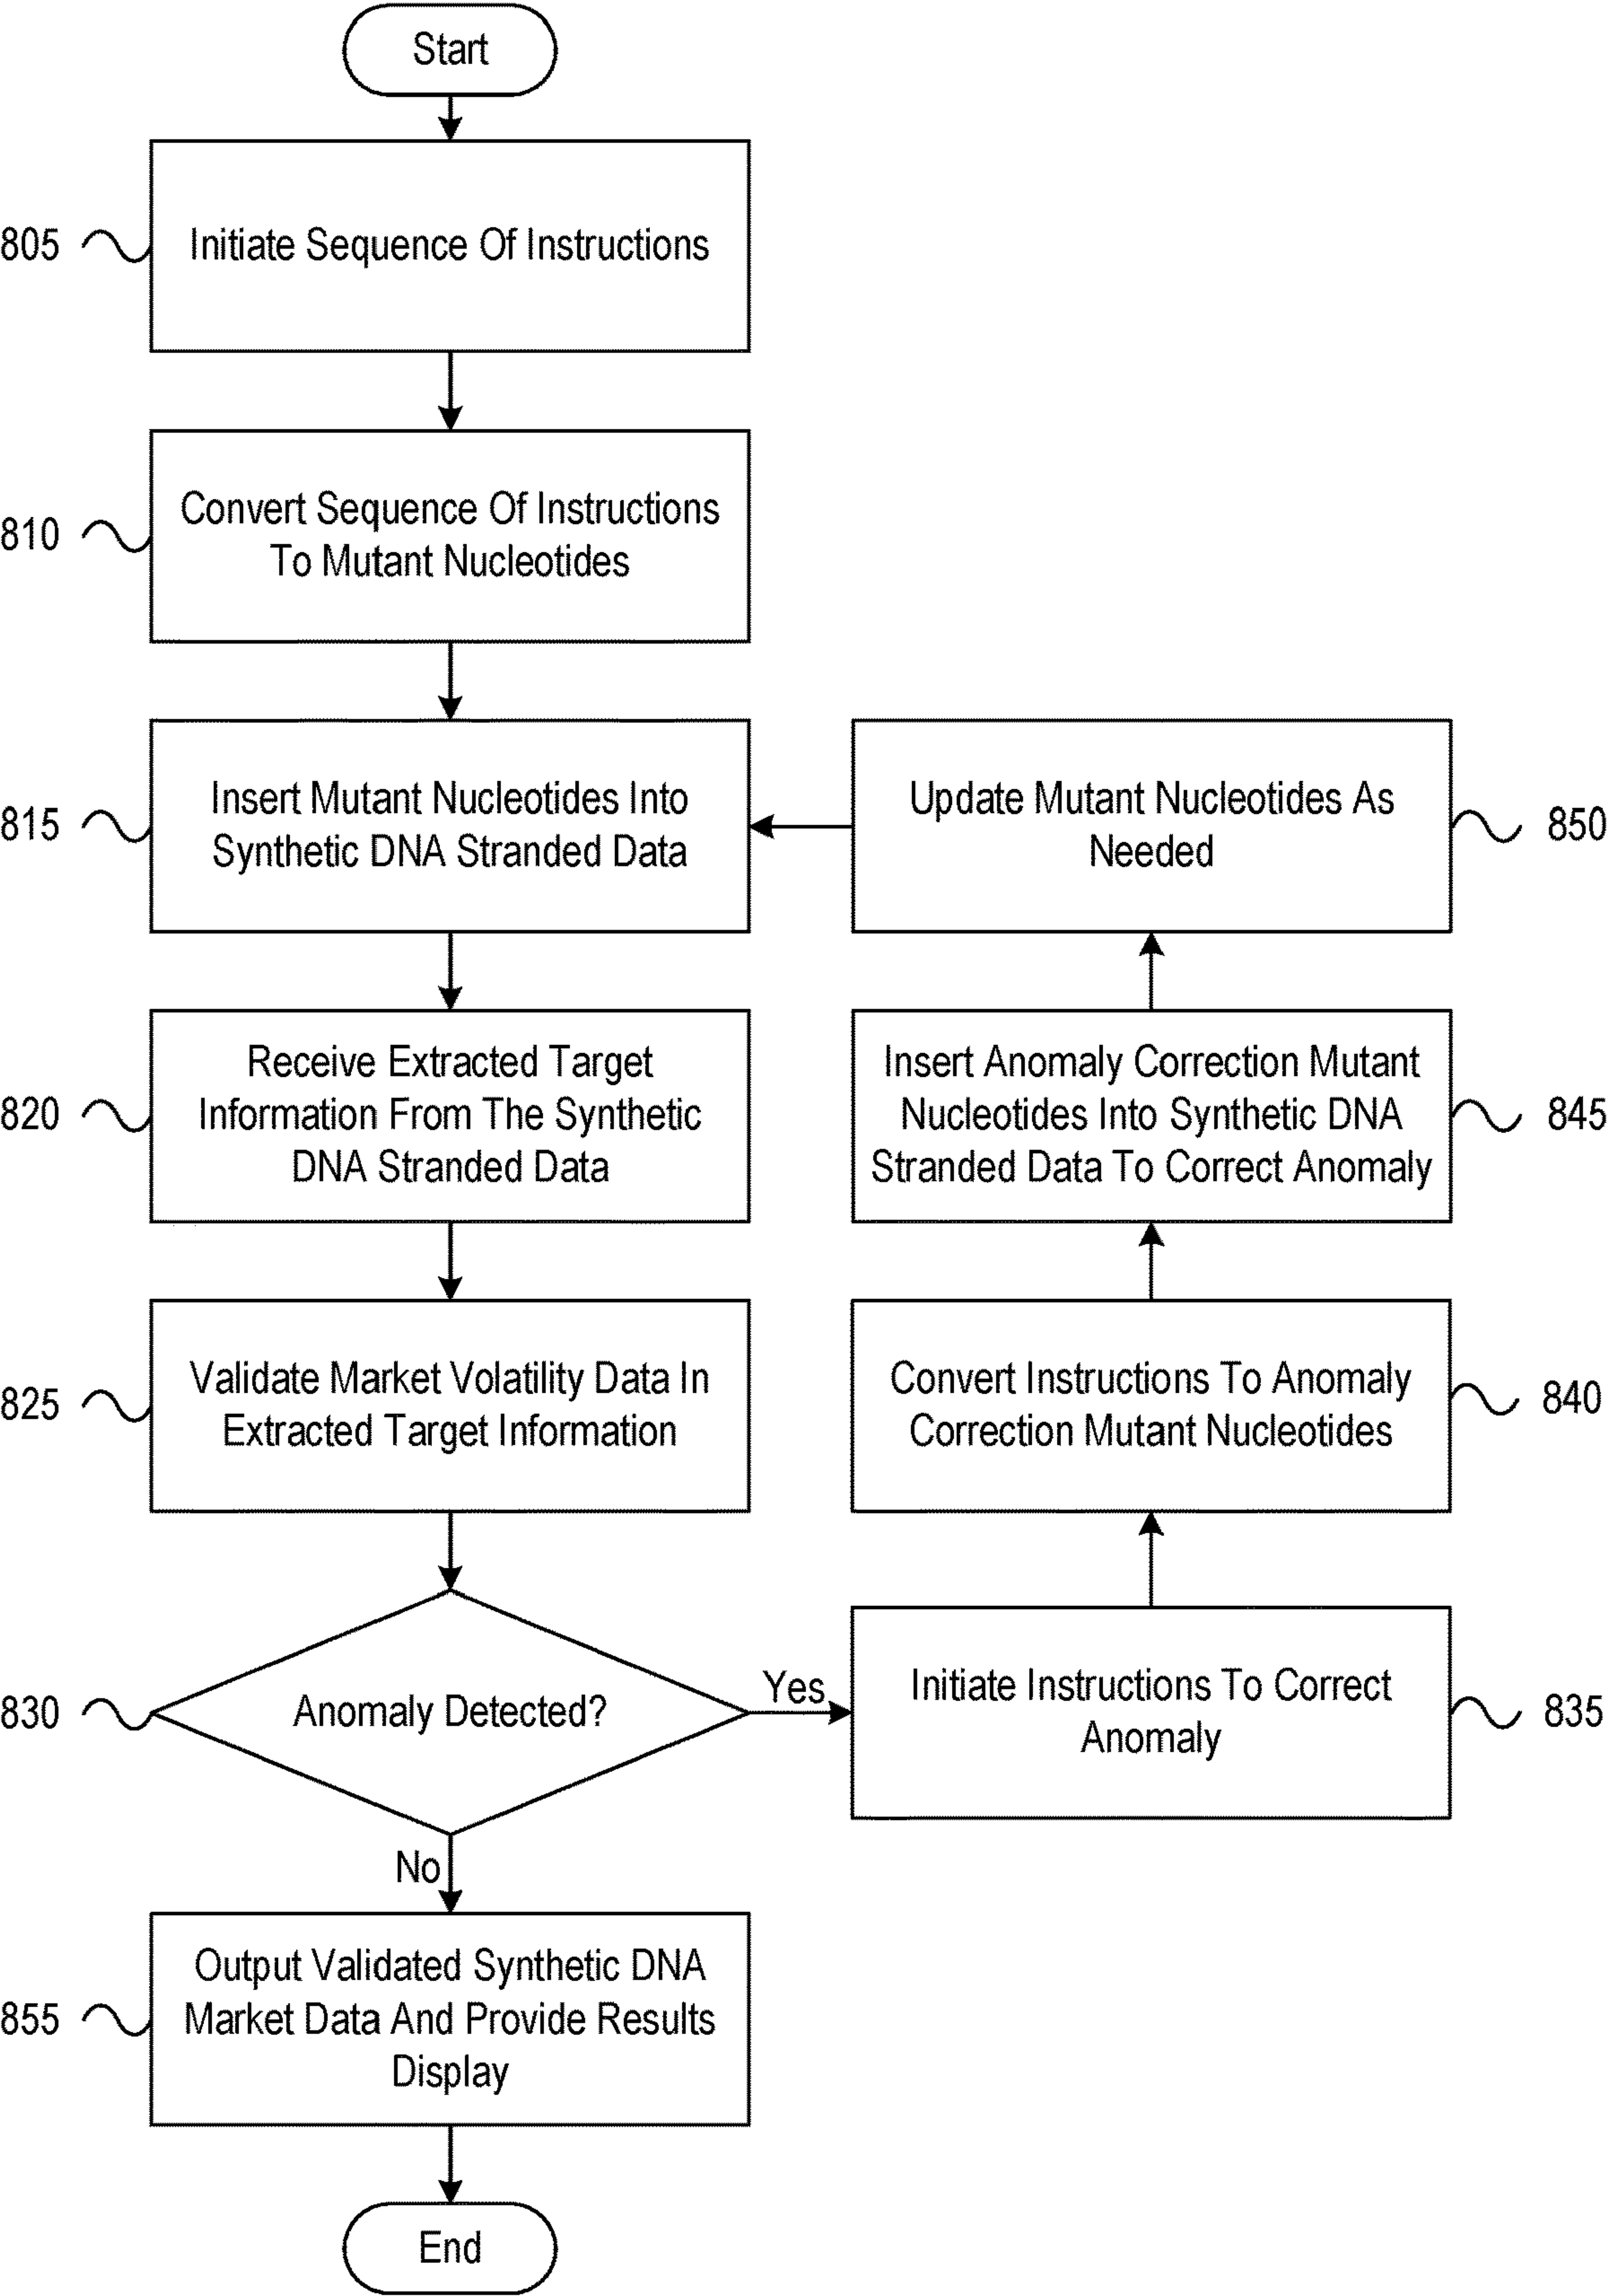 Start
805
Initiate Sequence Of Instructions
810
Convert Sequence Of Instructions
To Mutant Nucleotides
815
Insert Mutant Nucleotides Into
Synthetic DNA Stranded Data
Update Mutant Nucleotides As
Needed
850
820
Receive Extracted Target
Information From The Synthetic
DNA Stranded Data
Insert Anomaly Correction Mutant
Nucleotides Into Synthetic DNA
Stranded Data To Correct Anomaly
845
825
Validate Market Volatility Data In
Extracted Target Information
Convert Instructions To Anomaly
Correction Mutant Nucleotides
840
830
Anomaly Detected?
Yes
Initiate Instructions To Correct
Anomaly
835
No
855
Output Validated Synthetic DNA
Market Data And Provide Results
Display
End